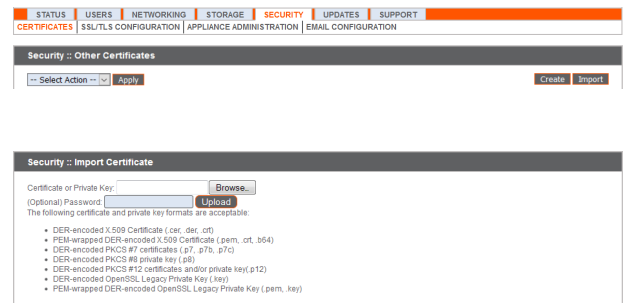 STATUS USERS NETWORKING STORAGE SECURITY UPDATES SUPPORT
CERTIFICATES | SSL/TLS CONFIGURATION | APPLIANCE ADMINISTRATION | EMAIL CONFIGURATION
Security :: Other Certificates
-- Select Action -- Apply Create Import
Security :: Import Certificate
Certificate or Private Key: Browse..
(Optional) Password: Upload
The following certificate and private key formats are acceptable:
• DER-encoded X.509 Certificate (.cer, .der, .crt)
• PEM-wrapped DER-encoded X.509 Certificate (.pem, .crt, .b64)
• DER-encoded PKCS #7 certificates (.p7, .p7b, .p7c)
• DER-encoded PKCS #8 private key (.p8)
• DER-encoded PKCS #12 certificates and/or private key(.p12)
• DER-encoded OpenSSL Legacy Private Key (.key)
• PEM-wrapped DER-encoded OpenSSL Legacy Private Key (.pem, .key)